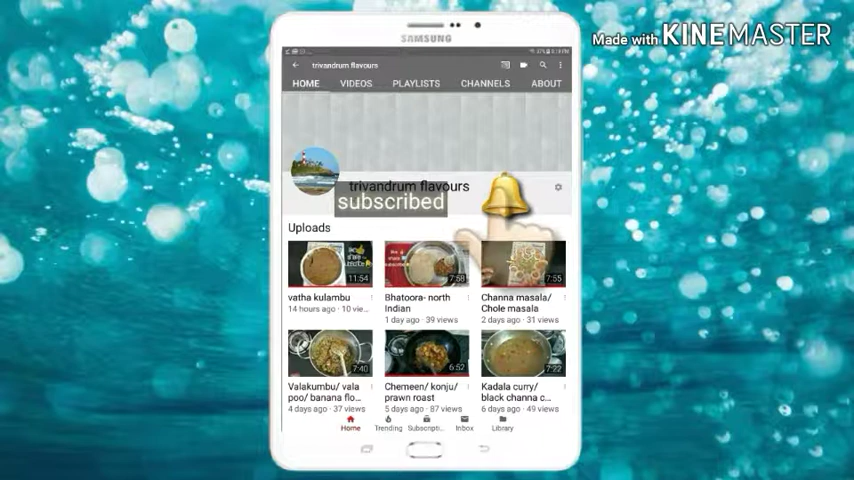 Made with KINEMASTER
SAMSUNG
trivandrum flavours
HOME VIDEOS PLAYLISTS CHANNELS ABOUT
trivandrum flavours
subscribed
Uploads
11:54 7:58 7:55
vatha kulambu
14 hours ago · 10 vie...
Bhatoora- north
Indian
1 day ago · 39 views
Channa masala/
Chole masala
2 days ago · 31 views
7:40 6:52 7:22
Valakumbu/ vala
poo/ banana flo...
4 days ago · 37 views
Chemeen/ konju/
prawn roast
5 days ago · 87 views
Kadala curry/
black channa c...
6 days ago · 49 views
Home Trending Subscripti... Inbox Library